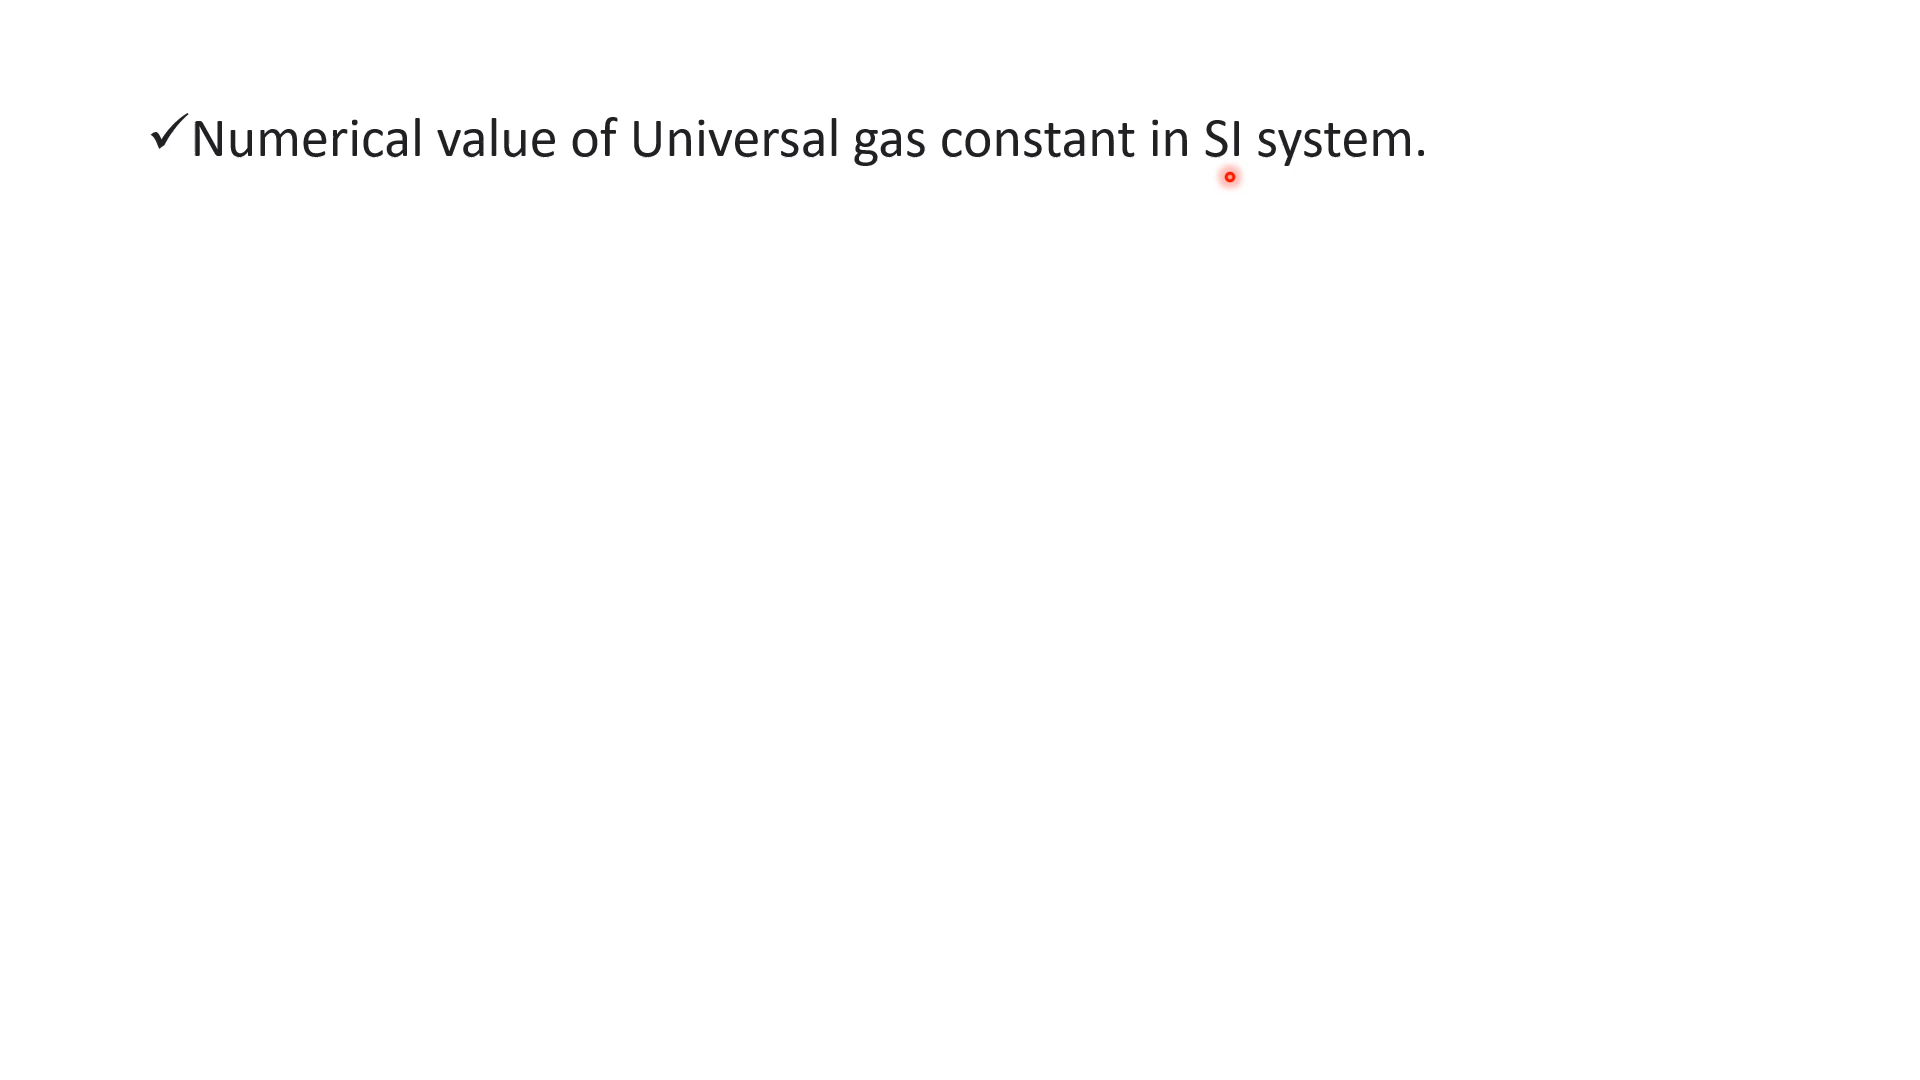 ✓Numerical value of Universal gas constant in SI system.